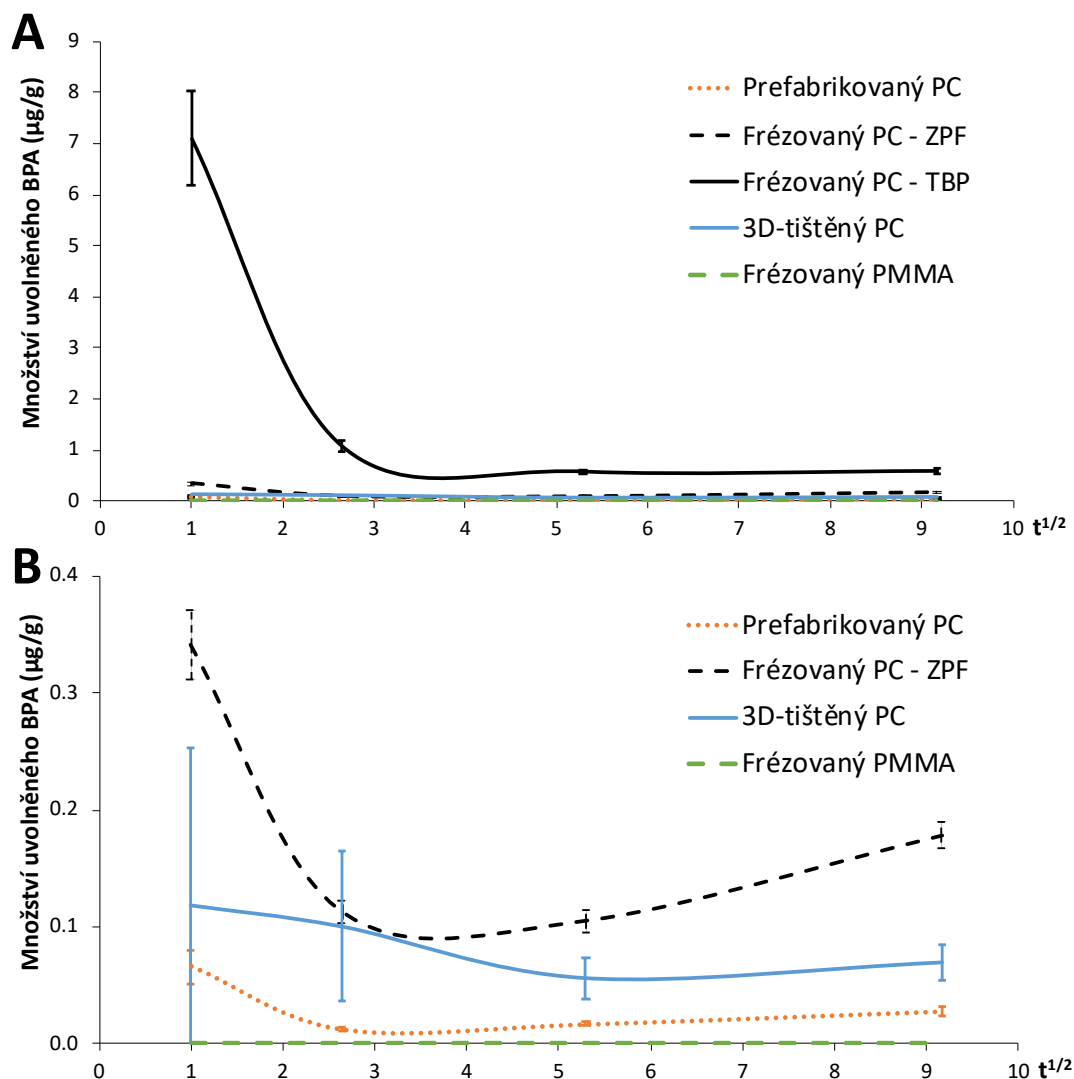 A
Množství uvolněného BPA (µg/g)
9
8
7
6
5
4
3
2
1
0
Prefabrikovaný PC
Frézovaný PC - ZPF
Frézovaný PC - TBP
3D-tištěný PC
Frézovaný PMMA
0 1 2 3 4 5 6 7 8 9 10 t^1/2
B
Množství uvolněného BPA (µg/g)
0.4
0.3
0.2
0.1
0.0
Prefabrikovaný PC
Frézovaný PC - ZPF
3D-tištěný PC
Frézovaný PMMA
0 1 2 3 4 5 6 7 8 9 10 t^1/2